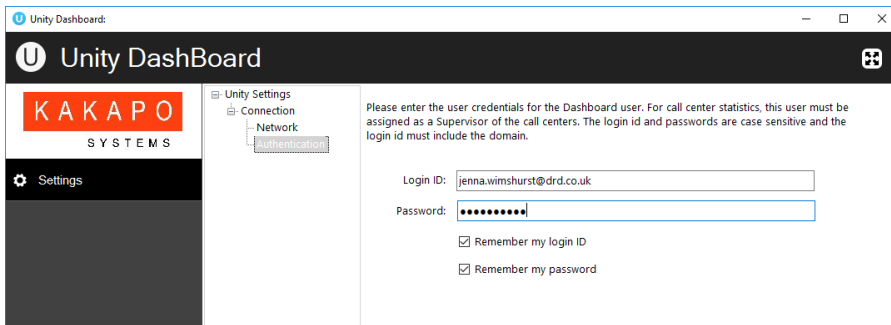 Unity Dashboard:
Unity DashBoard
KAKAPO
SYSTEMS
Settings
Unity Settings
Connection
Network
Authentication
Please enter the user credentials for the Dashboard user. For call center statistics, this user must be
assigned as a Supervisor of the call centers. The login id and passwords are case sensitive and the
login id must include the domain.
Login ID: jenna.wimshurst@drd.co.uk
Password: ●●●●●●●●●●
Remember my login ID
Remember my password